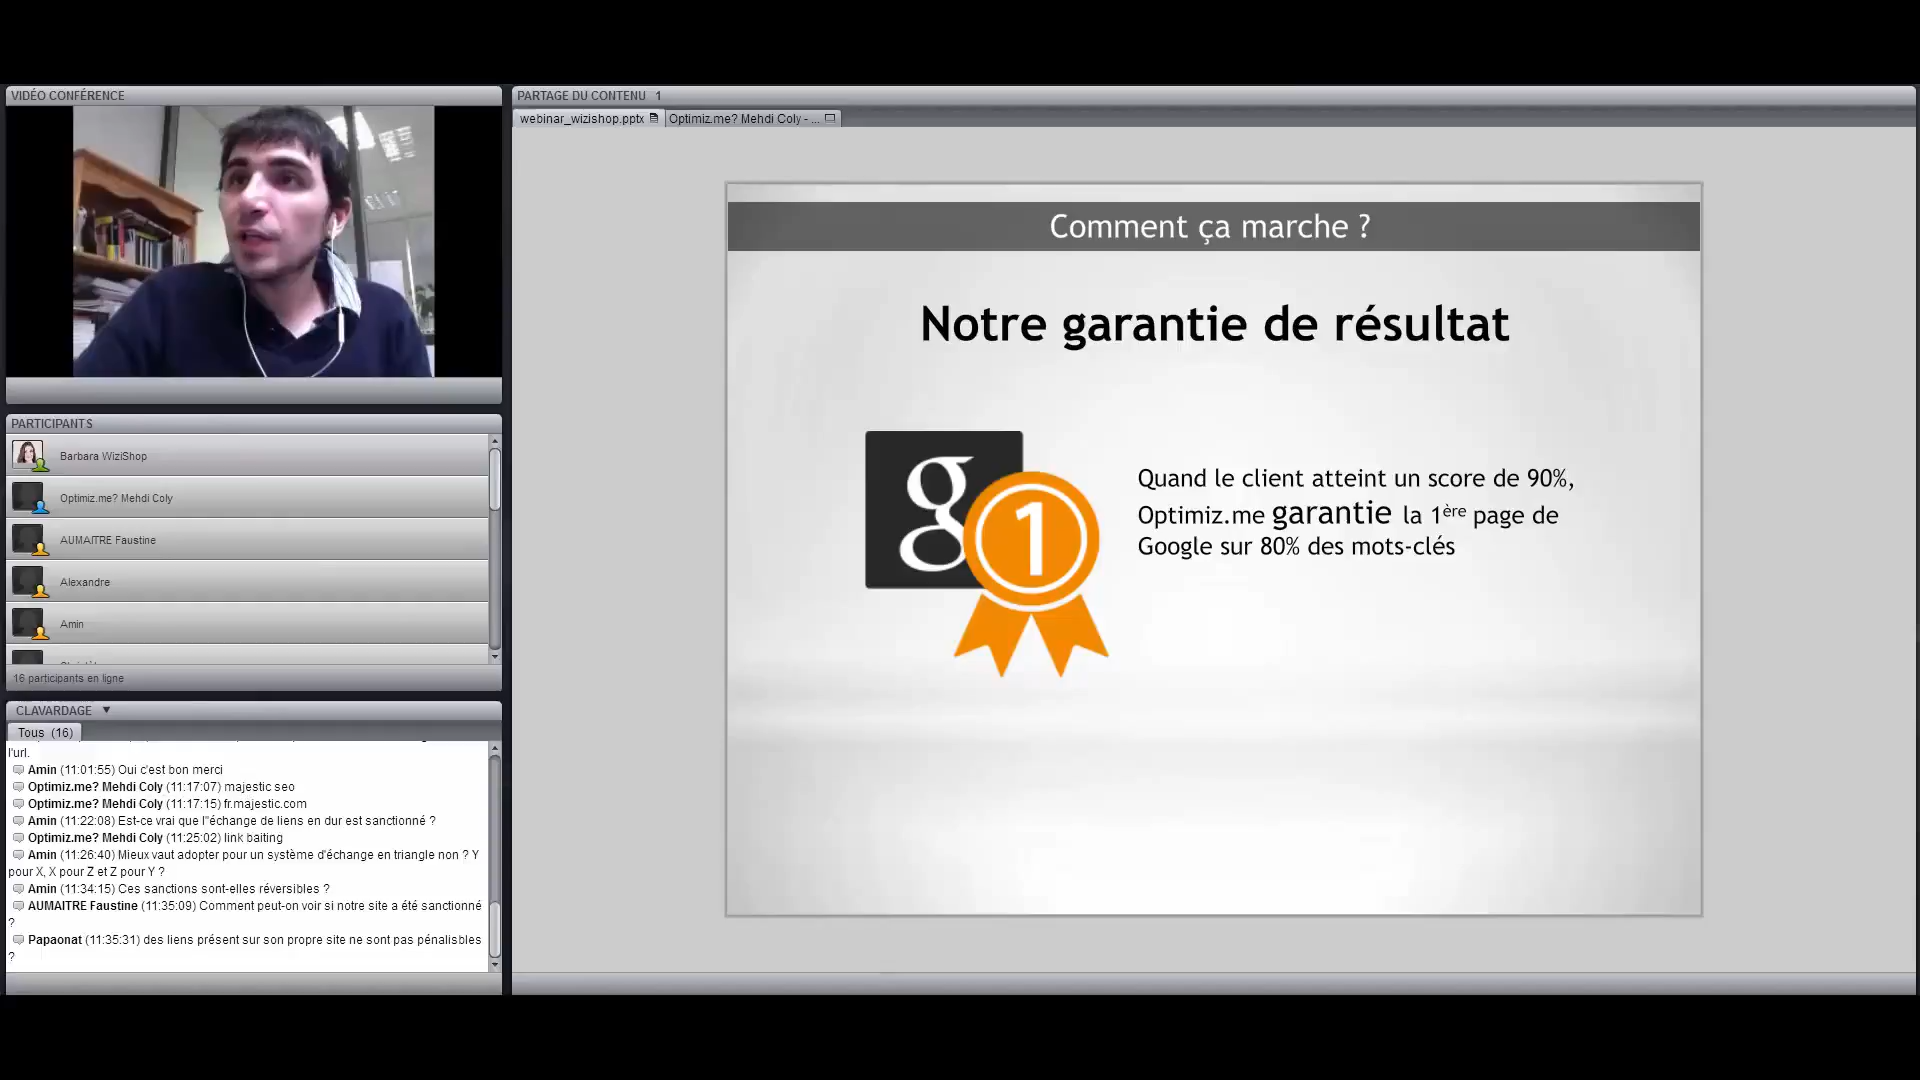 VIDÉO CONFÉRENCE
PARTICIPANTS
Barbara WiziShop
Optimiz.me? Mehdi Coly
AUMAITRE Faustine
Alexandre
Amin
16 participants en ligne
CLAVARDAGE
Tous (16)
l'url.
Amin (11:01:55) Oui c'est bon merci
Optimiz.me? Mehdi Coly (11:17:07) majestic seo
Optimiz.me? Mehdi Coly (11:17:15) fr.majestic.com
Amin (11:22:08) Est-ce vrai que l"échange de liens en dur est sanctionné ?
Optimiz.me? Mehdi Coly (11:25:02) link baiting
Amin (11:26:40) Mieux vaut adopter pour un système d'échange en triangle non ? Y
pour X, X pour Z et Z pour Y ?
Amin (11:34:15) Ces sanctions sont-elles réversibles ?
AUMAITRE Faustine (11:35:09) Comment peut-on voir si notre site a été sanctionné
?
Papaonat (11:35:31) des liens présent sur son propre site ne sont pas pénalisbles
?
PARTAGE DU CONTENU 1
webinar_wizishop.pptx
Optimiz.me? Mehdi Coly - ...
Comment ça marche ?
Notre garantie de résultat
g
1
Quand le client atteint un score de 90%,
Optimiz.me garantie la 1ère page de
Google sur 80% des mots-clés